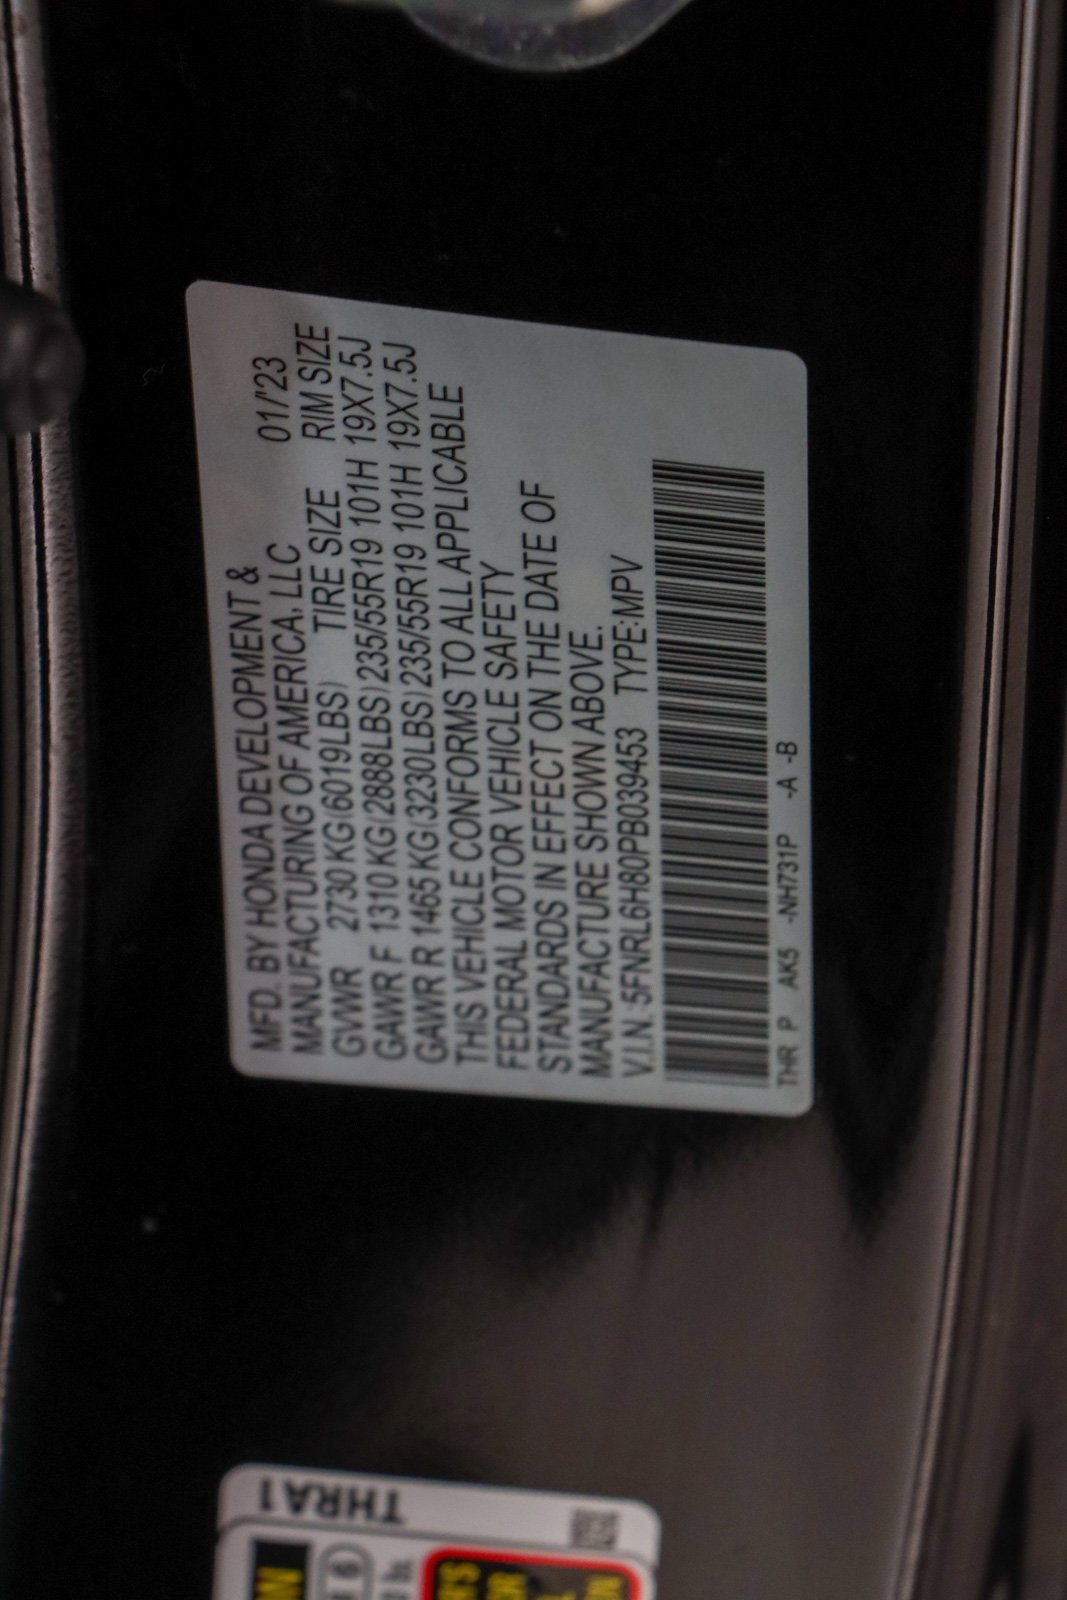 MFD. BY HONDA DEVELOPMENT &
MANUFACTURING OF AMERICA, LLC 01/'23
GVWR 2730 KG(6019LBS) TIRE SIZE RIM SIZE
GAWR F 1310 KG(2888LBS)235/55R19 101H 19X7.5J
GAWR R 1465 KG(3230LBS)235/55R19 101H 19X7.5J
THIS VEHICLE CONFORMS TO ALL APPLICABLE
FEDERAL MOTOR VEHICLE SAFETY
STANDARDS IN EFFECT ON THE DATE OF
MANUFACTURE SHOWN ABOVE.
V.I.N.:5FNRL6H80PB039453 TYPE:MPV
THR P AK5 -NH731P -A -B
THRA1